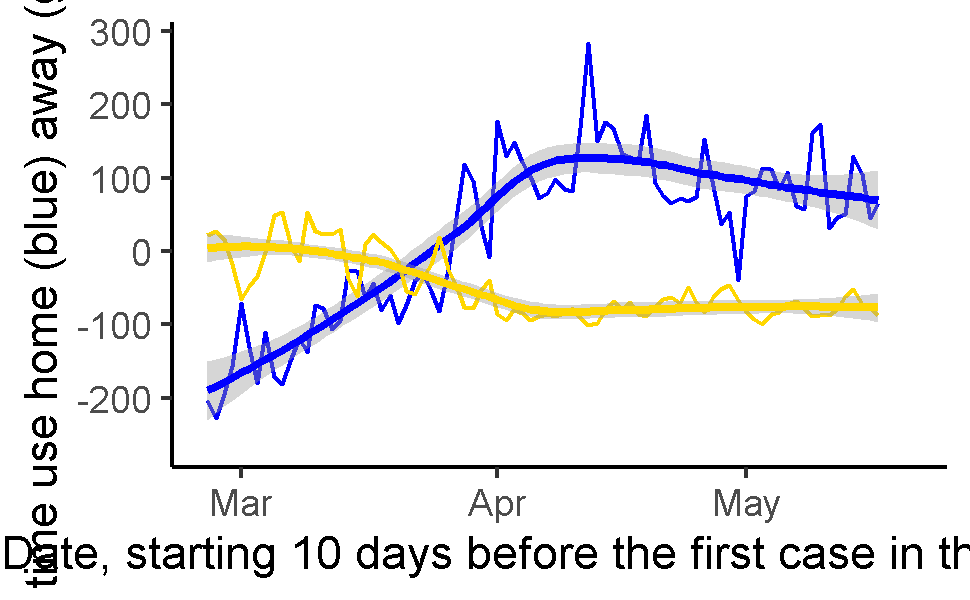 time use home (blue) away (
300
200
100
0
-100
-200
Mar Apr May
Date, starting 10 days before the first case in th